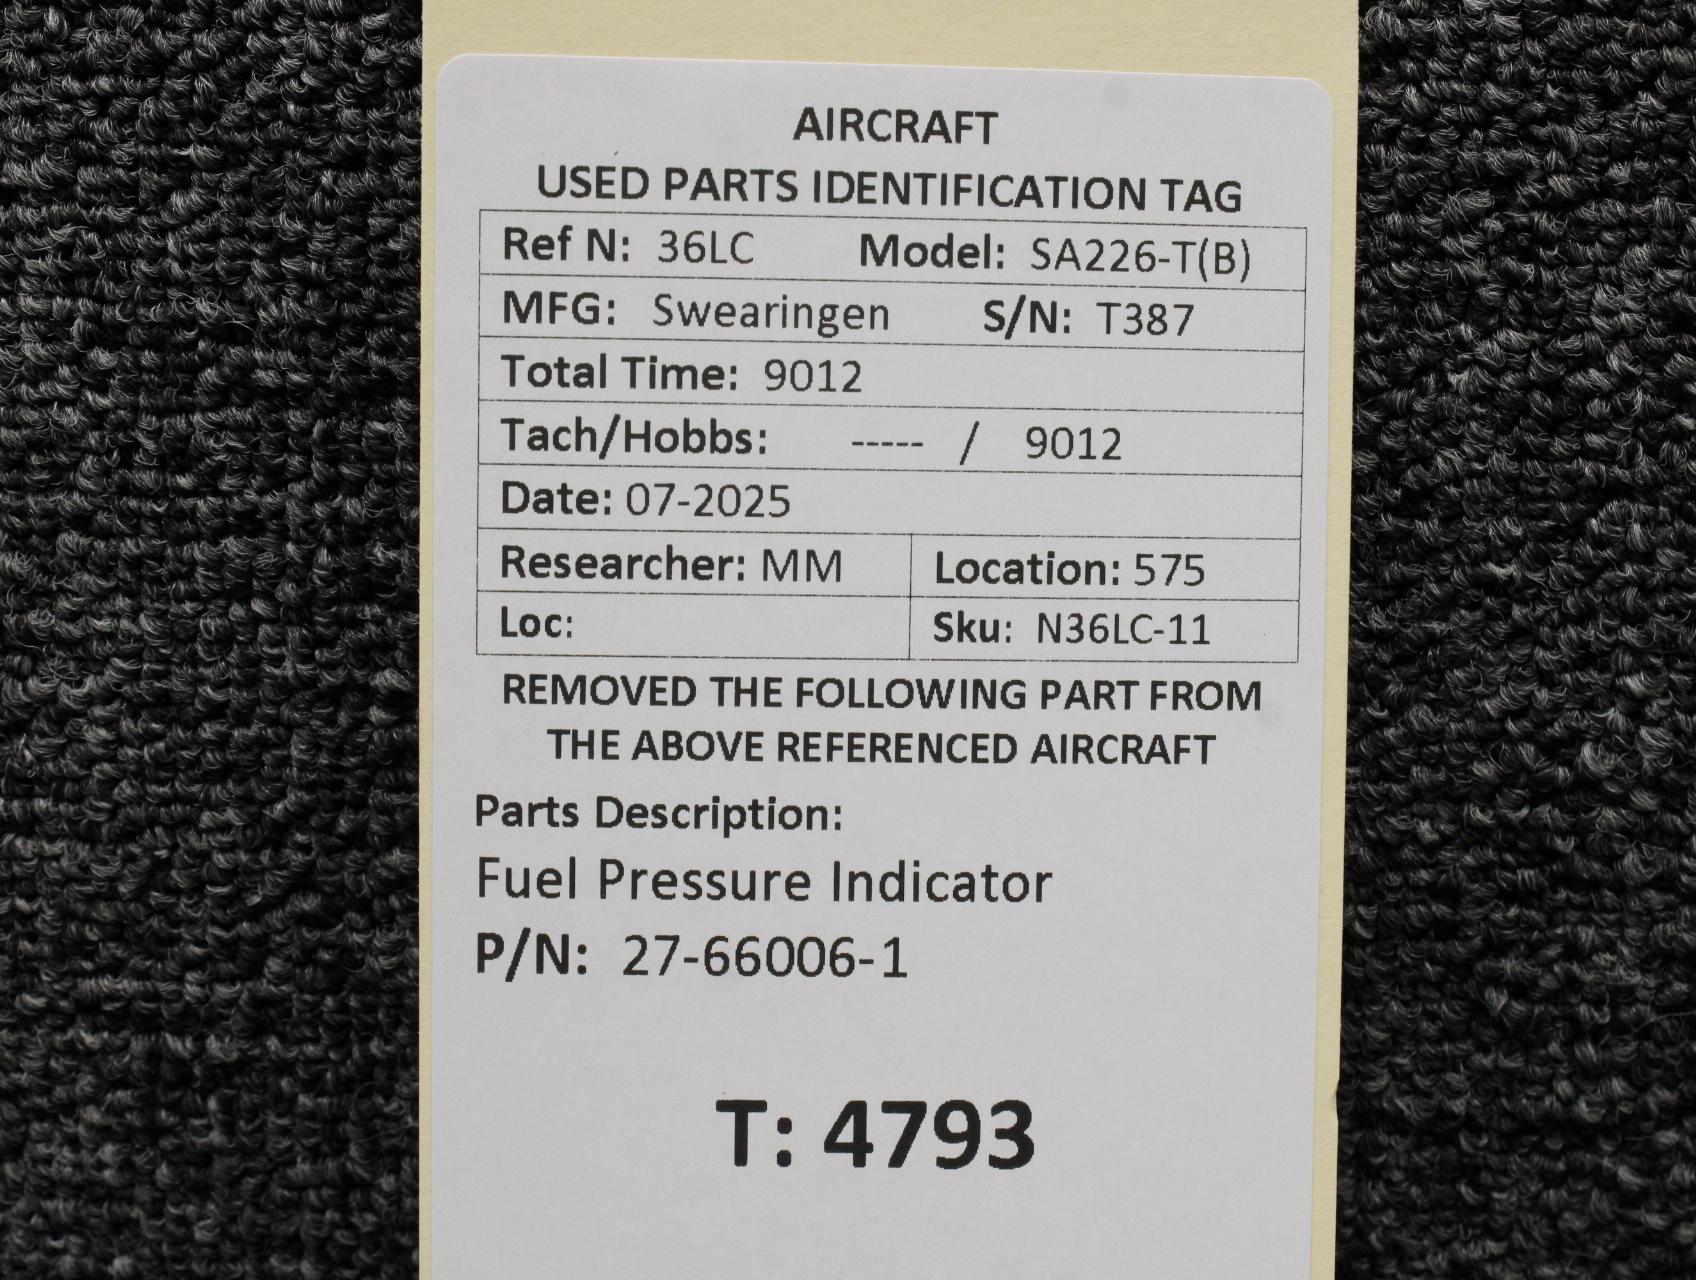 AIRCRAFT
USED PARTS IDENTIFICATION TAG
Ref N: 36LC Model: SA226-T(B)
MFG: Swearingen S/N: T387
Total Time: 9012
Tach/Hobbs: ----- / 9012
Date: 07-2025
Researcher: MM Location: 575
Loc: Sku: N36LC-11
REMOVED THE FOLLOWING PART FROM
THE ABOVE REFERENCED AIRCRAFT
Parts Description:
Fuel Pressure Indicator
P/N: 27-66006-1
T: 4793